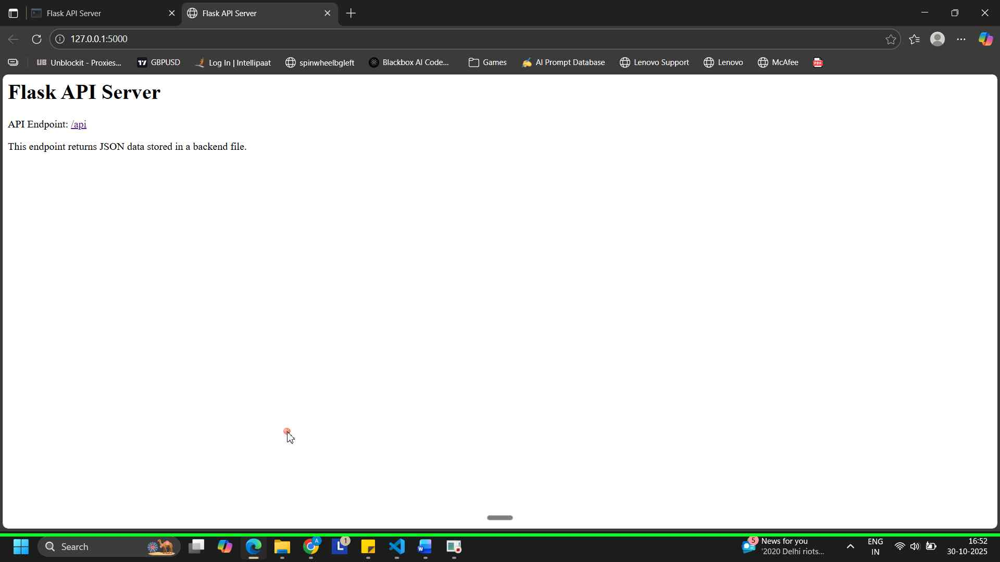 Flask API Server
Flask API Server
127.0.0.1:5000
UB Unblockit - Proxies... GBPUSD Log In | Intellipaat spinwheelbgleft Blackbox AI Code... Games AI Prompt Database Lenovo Support Lenovo McAfee PDF
Flask API Server
API Endpoint: /api
This endpoint returns JSON data stored in a backend file.
Search
A
L 1
W
5 News for you
'2020 Delhi riots...
ENG
IN
16:52
30-10-2025